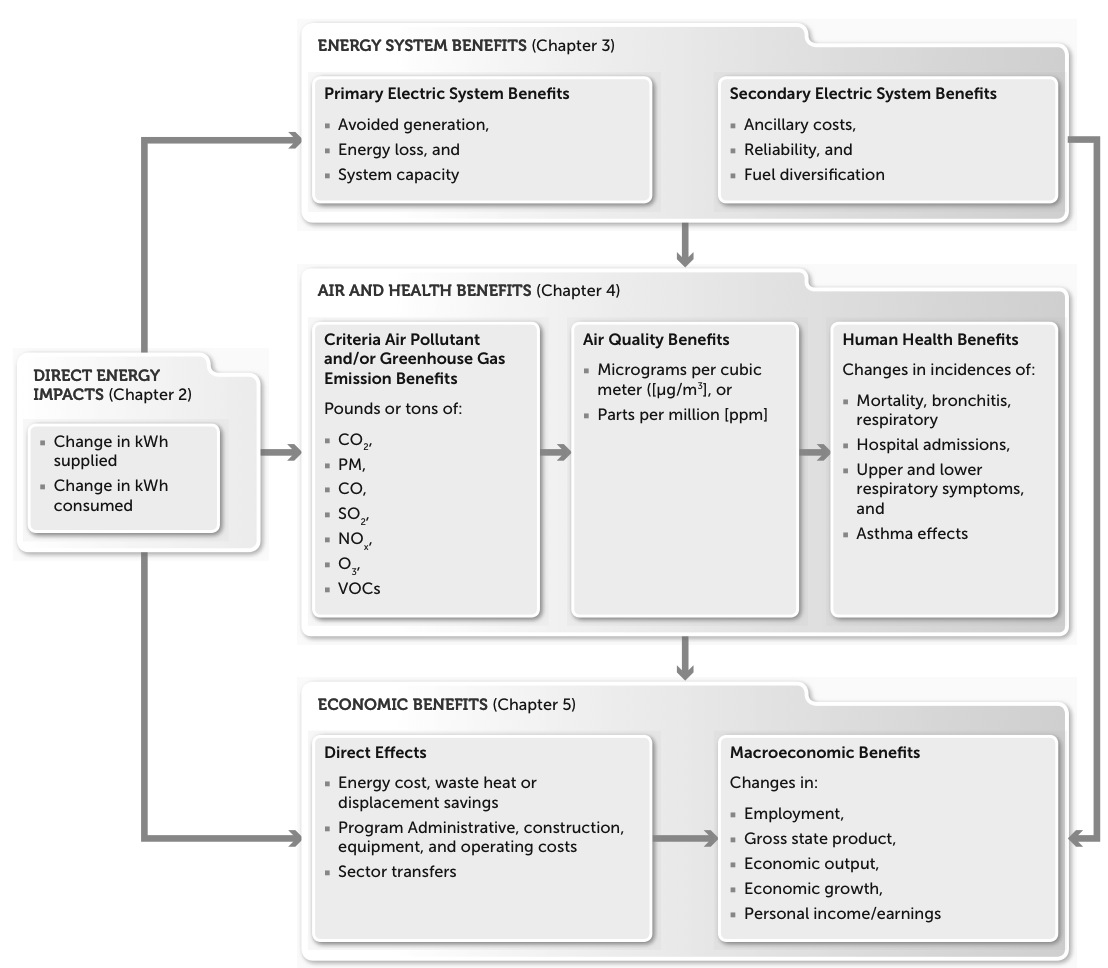 ENERGY SYSTEM BENEFITS (Chapter 3)
Primary Electric System Benefits
▪ Avoided generation,
▪ Energy loss, and
▪ System capacity
Secondary Electric System Benefits
▪ Ancillary costs,
▪ Reliability, and
▪ Fuel diversification
DIRECT ENERGY
IMPACTS (Chapter 2)
▪ Change in kWh
supplied
▪ Change in kWh
consumed
AIR AND HEALTH BENEFITS (Chapter 4)
Criteria Air Pollutant
and/or Greenhouse Gas
Emission Benefits
Pounds or tons of:
▪ CO₂,
▪ PM,
▪ CO,
▪ SO₂,
▪ NOₓ,
▪ O₃,
▪ VOCs
Air Quality Benefits
▪ Micrograms per cubic
meter ([µg/m³], or
▪ Parts per million [ppm]
Human Health Benefits
Changes in incidences of:
▪ Mortality, bronchitis,
respiratory
▪ Hospital admissions,
▪ Upper and lower
respiratory symptoms,
and
▪ Asthma effects
ECONOMIC BENEFITS (Chapter 5)
Direct Effects
▪ Energy cost, waste heat or
displacement savings
▪ Program Administrative, construction,
equipment, and operating costs
▪ Sector transfers
Macroeconomic Benefits
Changes in:
▪ Employment,
▪ Gross state product,
▪ Economic output,
▪ Economic growth,
▪ Personal income/earnings